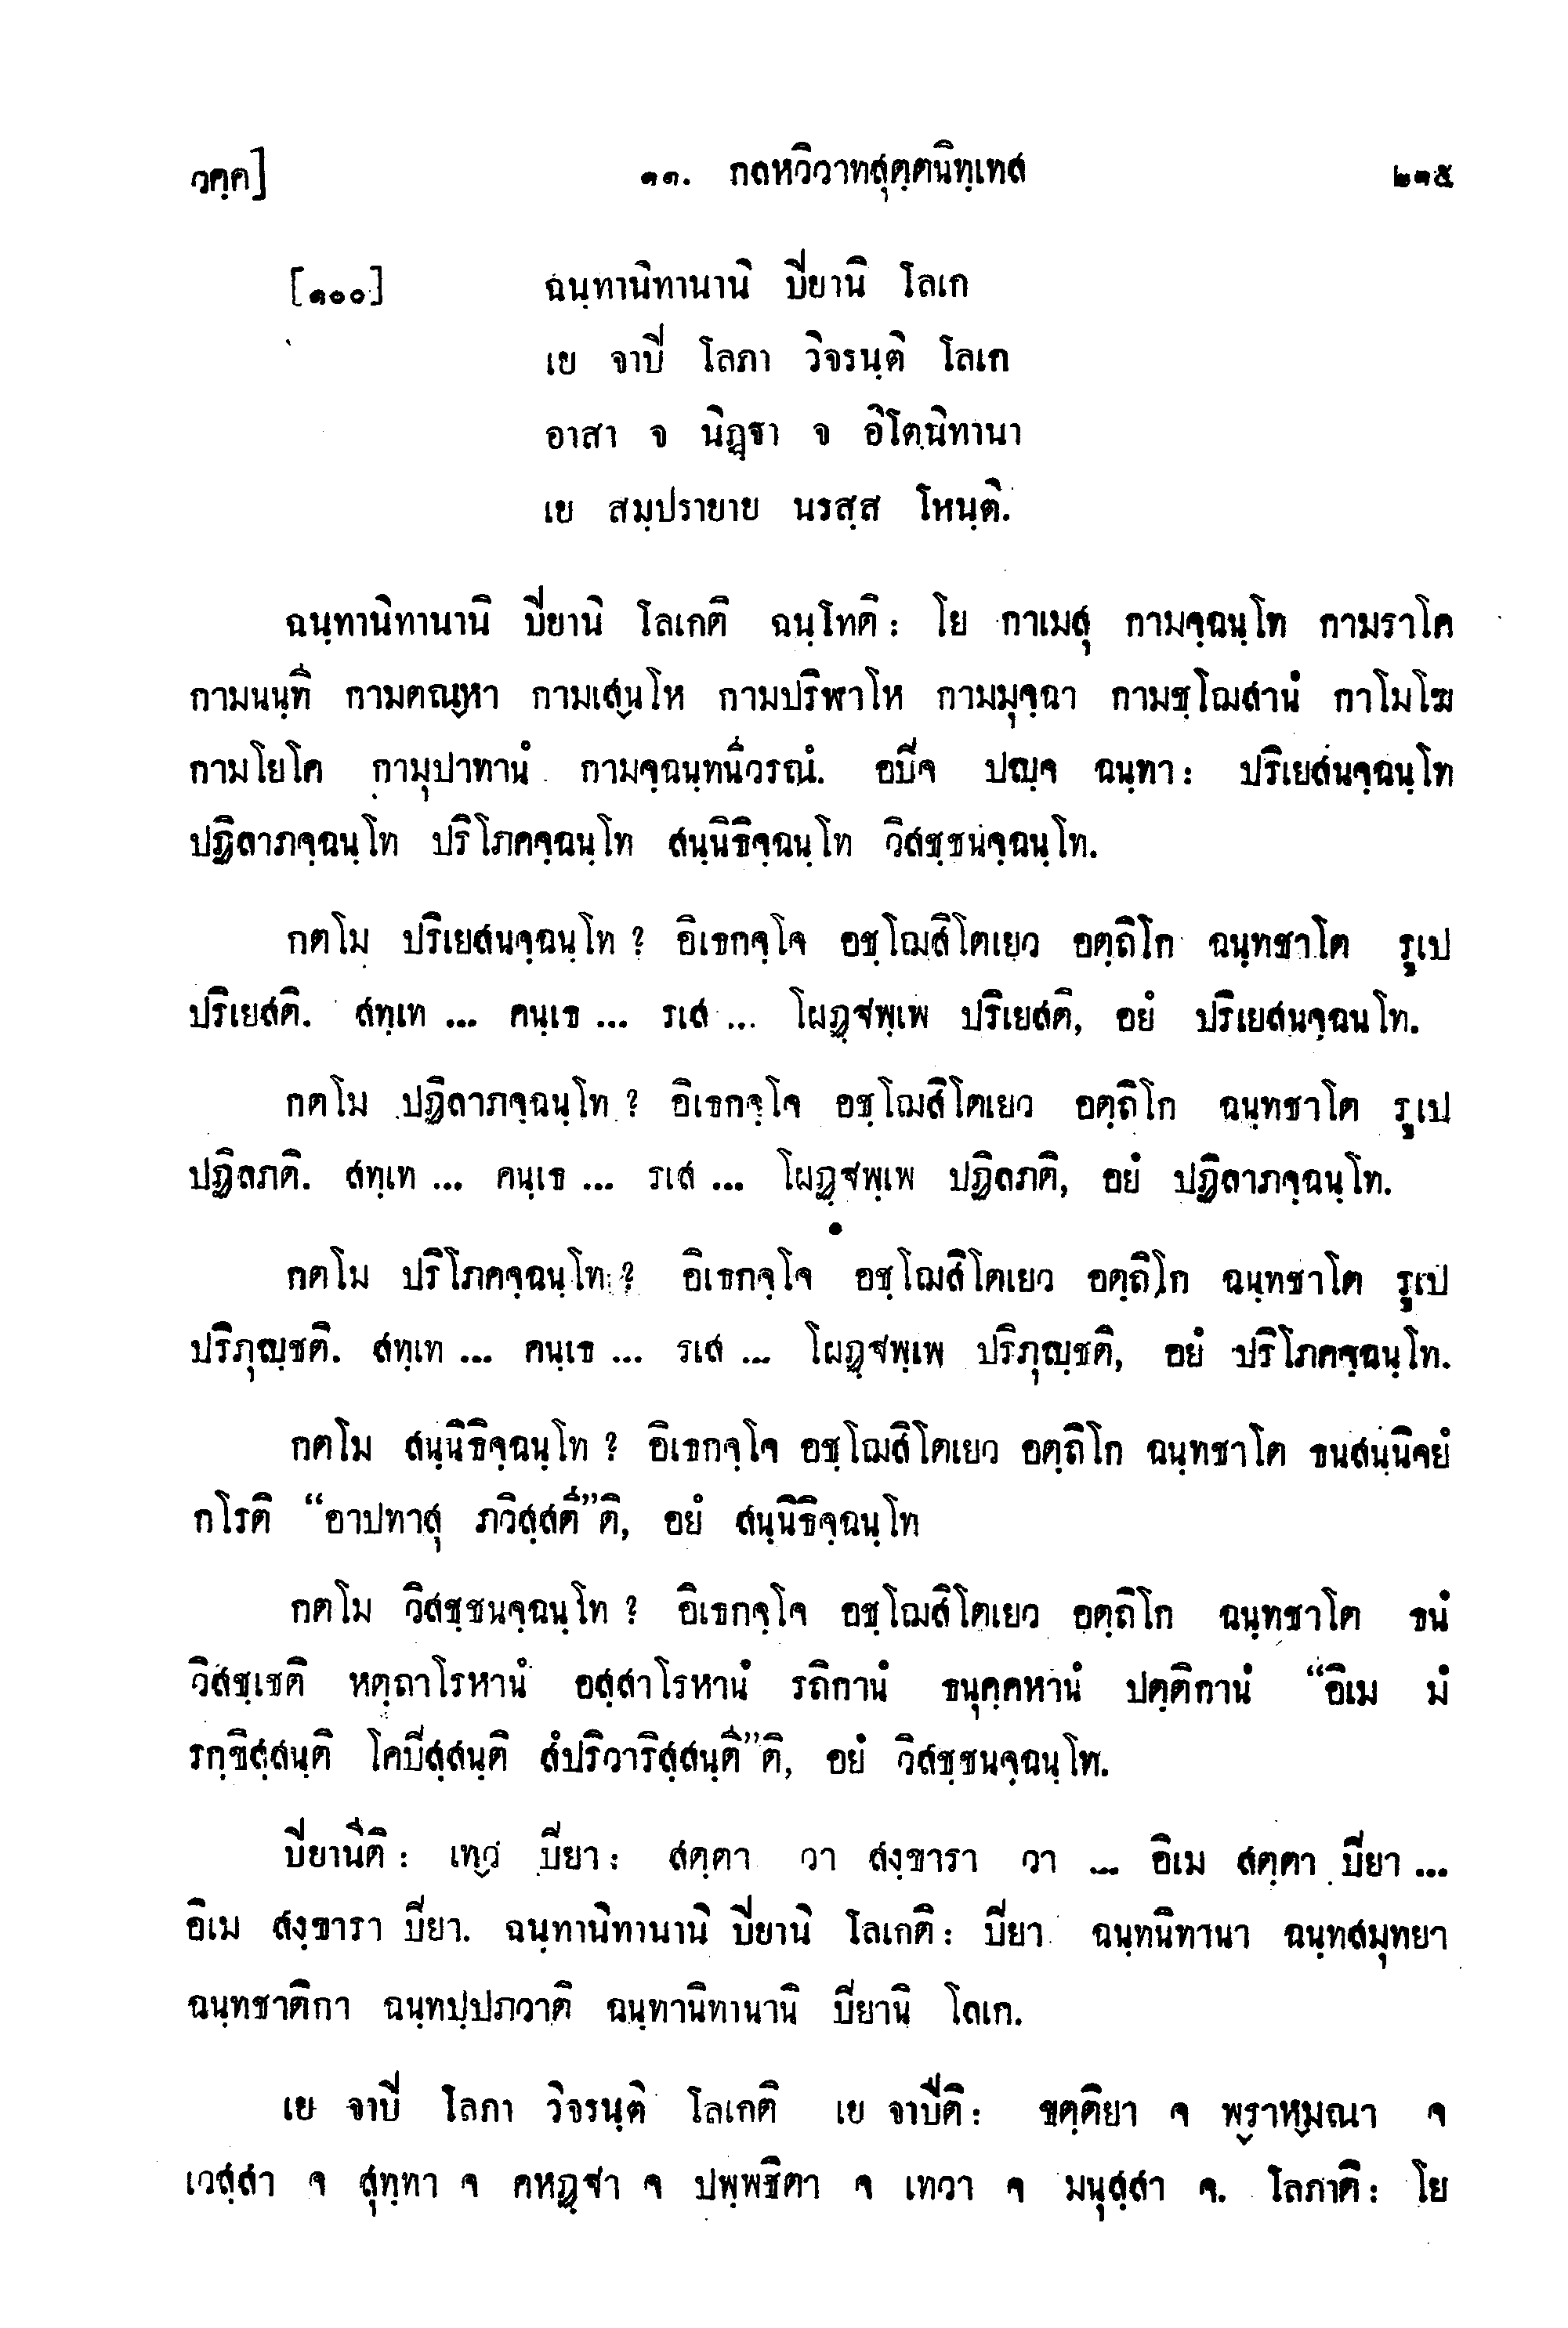 วคฺค]
๑๑. กลหวิวาทสุตฺตนิทฺเทส
๒๑๕
[๑๐๐] ฉนฺทานิทานานิ ปิยานิ โลเก
เย จาปิ โลภา วิจรนฺติ โลเก
อาสา จ นิฏฺฐา จ อิโตนิทานา
เย สมฺปรายาย นรสฺส โหนฺติ.
ฉนฺทานิทานานิ ปิยานิ โลเกติ ฉนฺโทติ: โย กาเมสุ กามจฺฉนฺโท กามราโค
กามนนฺที กามตณฺหา กามเสฺนโห กามปริฬาโห กามมุจฺฉา กามชฺโฌสานํ กาโมโฆ
กามโยโค กามุปาทานํ กามจฺฉนฺทนีวรณํ. อปิจ ปญฺจ ฉนฺทา: ปริเยสนจฺฉนฺโท
ปฏิลาภจฺฉนฺโท ปริโภคจฺฉนฺโท สนฺนิธิจฺฉนฺโท วิสชฺชนจฺฉนฺโท.
กตโม ปริเยสนจฺฉนฺโท? อิเธกจฺโจ อชฺโฌสิโตเยว อตฺถิโก ฉนฺทชาโต รูเป
ปริเยสติ. สทฺเท ... คนฺเธ ... รเส ... โผฏฺฐพฺเพ ปริเยสติ, อยํ ปริเยสนจฺฉนโท.
กตโม ปฏิลาภจฺฉนฺโท? อิเธกจฺโจ อชฺโฌสิโตเยว อตฺถิโก ฉนฺทชาโต รูเป
ปฏิลภติ. สทฺเท ... คนฺเธ ... รเส ... โผฏฺฐพฺเพ ปฏิลภติ, อยํ ปฏิลาภจฺฉนฺโท.
กตโม ปริโภคจฺฉนฺโท? อิเธกจฺโจ อชฺโฌสิโตเยว อตฺถิโก ฉนฺทชาโต รูเป
ปริภุญฺชติ. สทฺเท ... คนฺเธ ... รเส ... โผฏฺฐพฺเพ ปริภุญฺชติ, อยํ ปริโภคจฺฉนฺโท.
กตโม สนฺนิธิจฺฉนฺโท? อิเธกจฺโจ อชฺโฌสิโตเยว อตฺถิโก ฉนฺทชาโต ธนสนฺนิจยํ
กโรติ “อาปทาสุ ภวิสฺสตี”ติ, อยํ สนฺนิธิจฺฉนฺโท
กตโม วิสชฺชนจฺฉนฺโท? อิเธกจฺโจ อชฺโฌสิโตเยว อตฺถิโก ฉนฺทชาโต ธนํ
วิสชฺเชติ หตฺถาโรหานํ อสฺสาโรหานํ รถิกานํ ธนุคฺคหานํ ปตฺติกานํ “อิเม มํ
รกฺขิสฺสนฺติ โคปิสฺสนฺติ สํปริวาริสฺสนฺตี”ติ, อยํ วิสชฺชนจฺฉนฺโท.
ปิยานีติ: เทฺว ปิยา: สตฺตา วา สงฺขารา วา ... อิเม สตฺตา ปิยา ...
อิเม สงฺขารา ปิยา. ฉนฺทานิทานานิ ปิยานิ โลเกติ: ปิยา ฉนฺทนิทานา ฉนฺทสมุทยา
ฉนฺทชาติกา ฉนฺทปฺปภวาติ ฉนฺทานิทานานิ ปิยานิ โลเก.
เย จาปิ โลภา วิจรนฺติ โลเกติ เย จาปีติ: ขตฺติยา จ พฺราหฺมณา จ
เวสฺสา จ สุทฺทา จ คหฏฺฐา จ ปพฺพชิตา จ เทวา จ มนุสฺสา จ. โลภาติ: โย